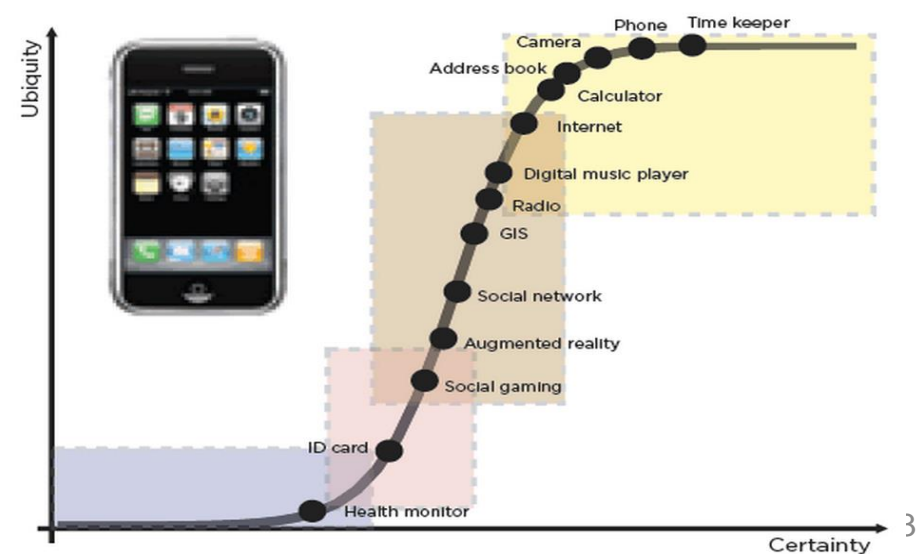 Phone
Time keeper
Camera
Address book
Calculator
Ubiquity
Internet
Digital music player
Radio
GIS
Social network
Augmented reality
Social gaming
ID card
Health monitor
Certainty